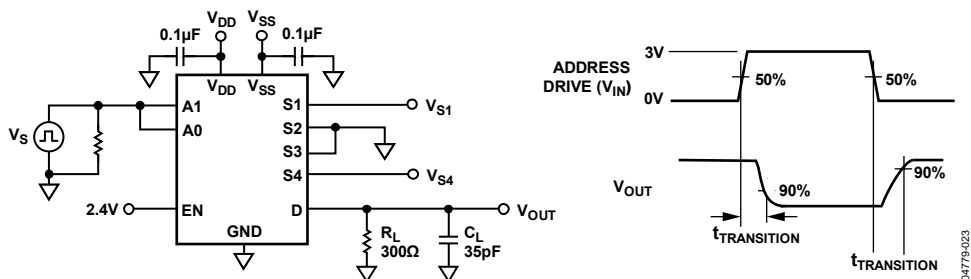 VDD VSS
0.1µF 0.1µF
VDD VSS
A1
A0
VS
S1 VS1
S2
S3
S4 VS4
2.4V EN
D VOUT
GND
RL
300Ω
CL
35pF
ADDRESS
DRIVE (VIN)
3V
0V
50% 50%
VOUT
90% 90%
tTRANSITION
tTRANSITION
04779-023